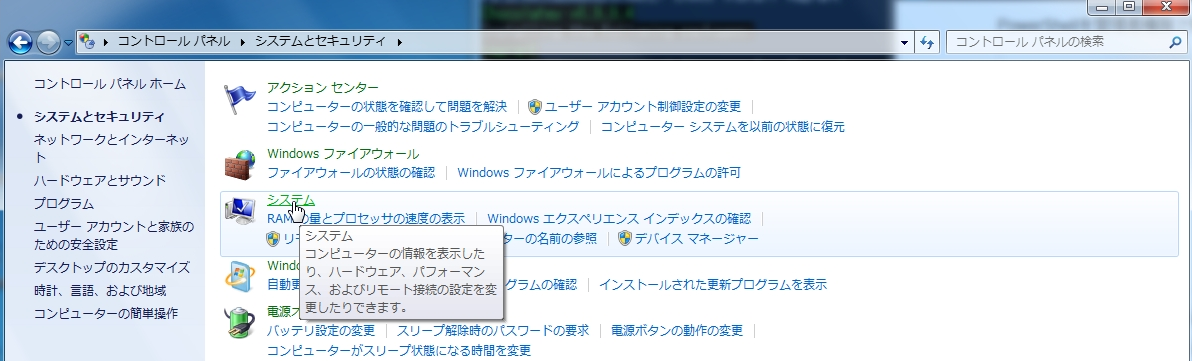 コントロール パネル ▸ システムとセキュリティ ▸
コントロール パネルの検索
コントロール パネル ホーム
システムとセキュリティ
ネットワークとインターネッ
ト
ハードウェアとサウンド
プログラム
ユーザー アカウントと家族の
ための安全設定
デスクトップのカスタマイズ
時計、言語、および地域
コンピューターの簡単操作
アクション センター
コンピューターの状態を確認して問題を解決 ユーザー アカウント制御設定の変更
コンピューターの一般的な問題のトラブルシューティング コンピューター システムを以前の状態に復元
Windows ファイアウォール
ファイアウォールの状態の確認 Windows ファイアウォールによるプログラムの許可
システム
RAM の量とプロセッサの速度の表示 Windows エクスペリエンス インデックスの確認
リモ ターの名前の参照 デバイス マネージャー
システム
コンピューターの情報を表示した
り、ハードウェア、パフォーマン
ス、およびリモート接続の設定を変
更したりできます。
Windo
自動更 グラムの確認 インストールされた更新プログラムを表示
電源オ
バッテリ設定の変更 スリープ解除時のパスワードの要求 電源ボタンの動作の変更
コンピューターがスリープ状態になる時間を変更